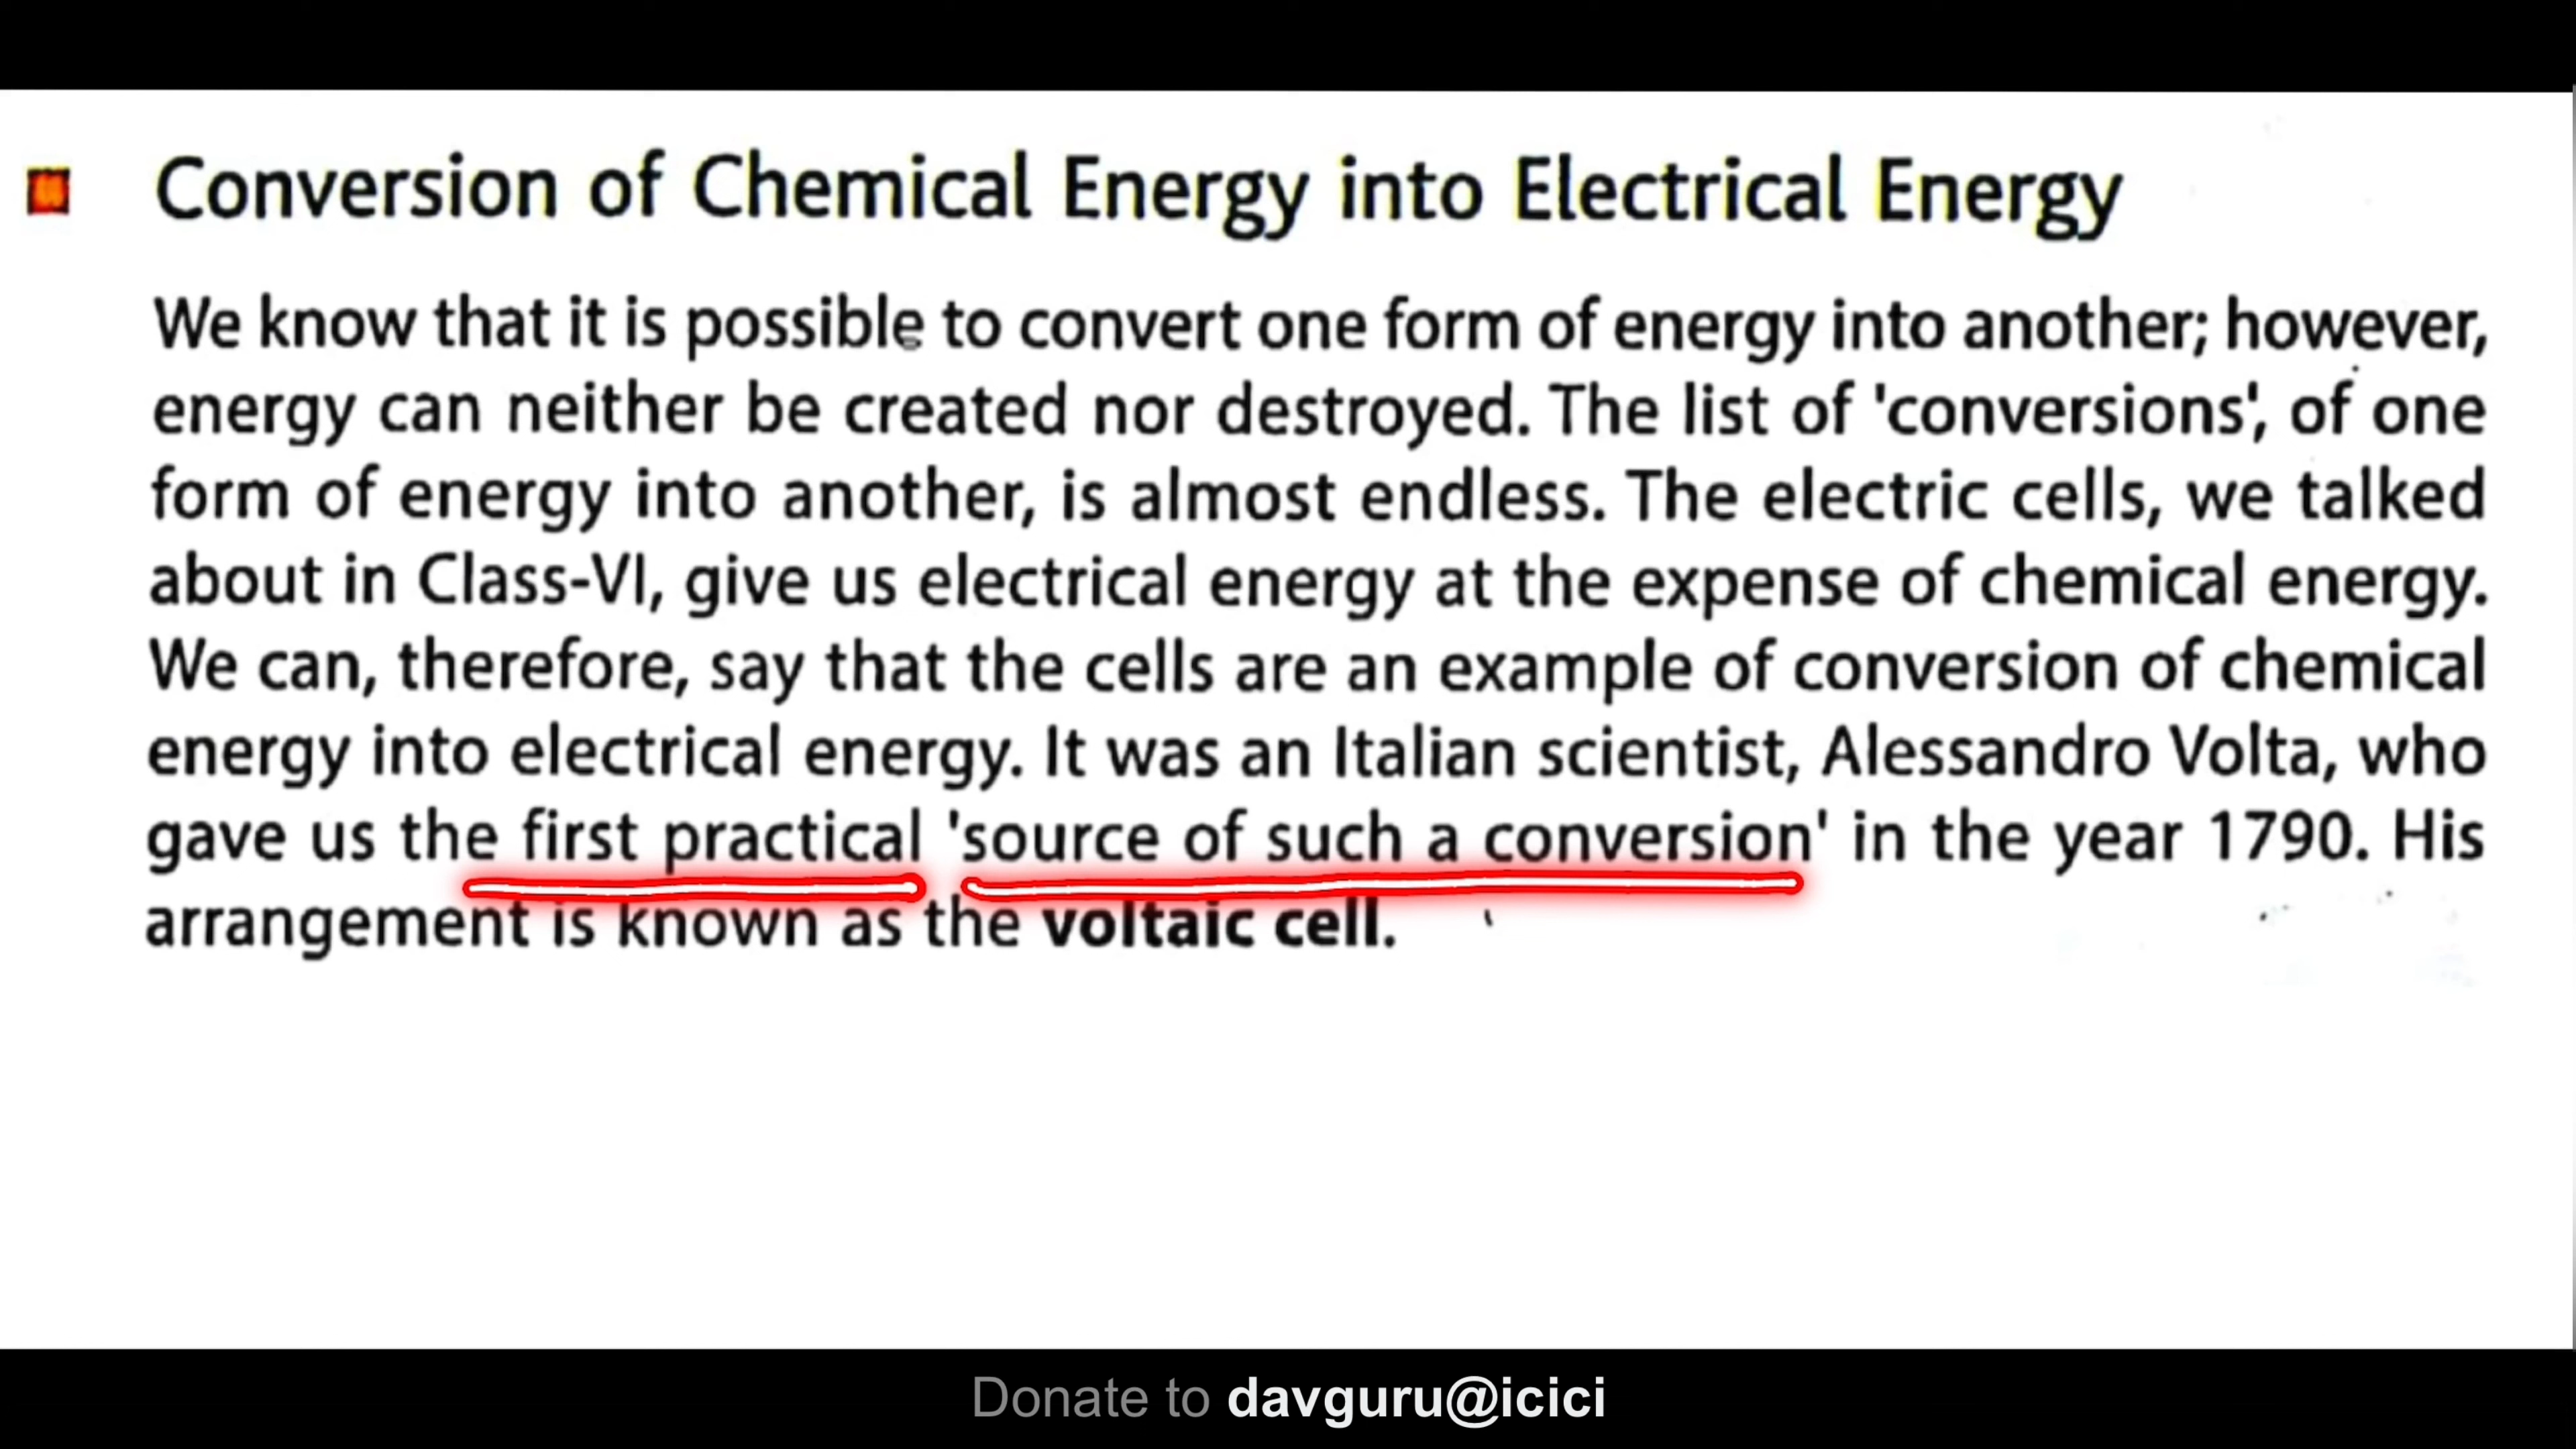 Conversion of Chemical Energy into Electrical Energy
We know that it is possible to convert one form of energy into another; however,
energy can neither be created nor destroyed. The list of 'conversions', of one
form of energy into another, is almost endless. The electric cells, we talked
about in Class-VI, give us electrical energy at the expense of chemical energy.
We can, therefore, say that the cells are an example of conversion of chemical
energy into electrical energy. It was an Italian scientist, Alessandro Volta, who
gave us the first practical 'source of such a conversion' in the year 1790. His
arrangement is known as the voltaic cell.
Donate to davguru@icici